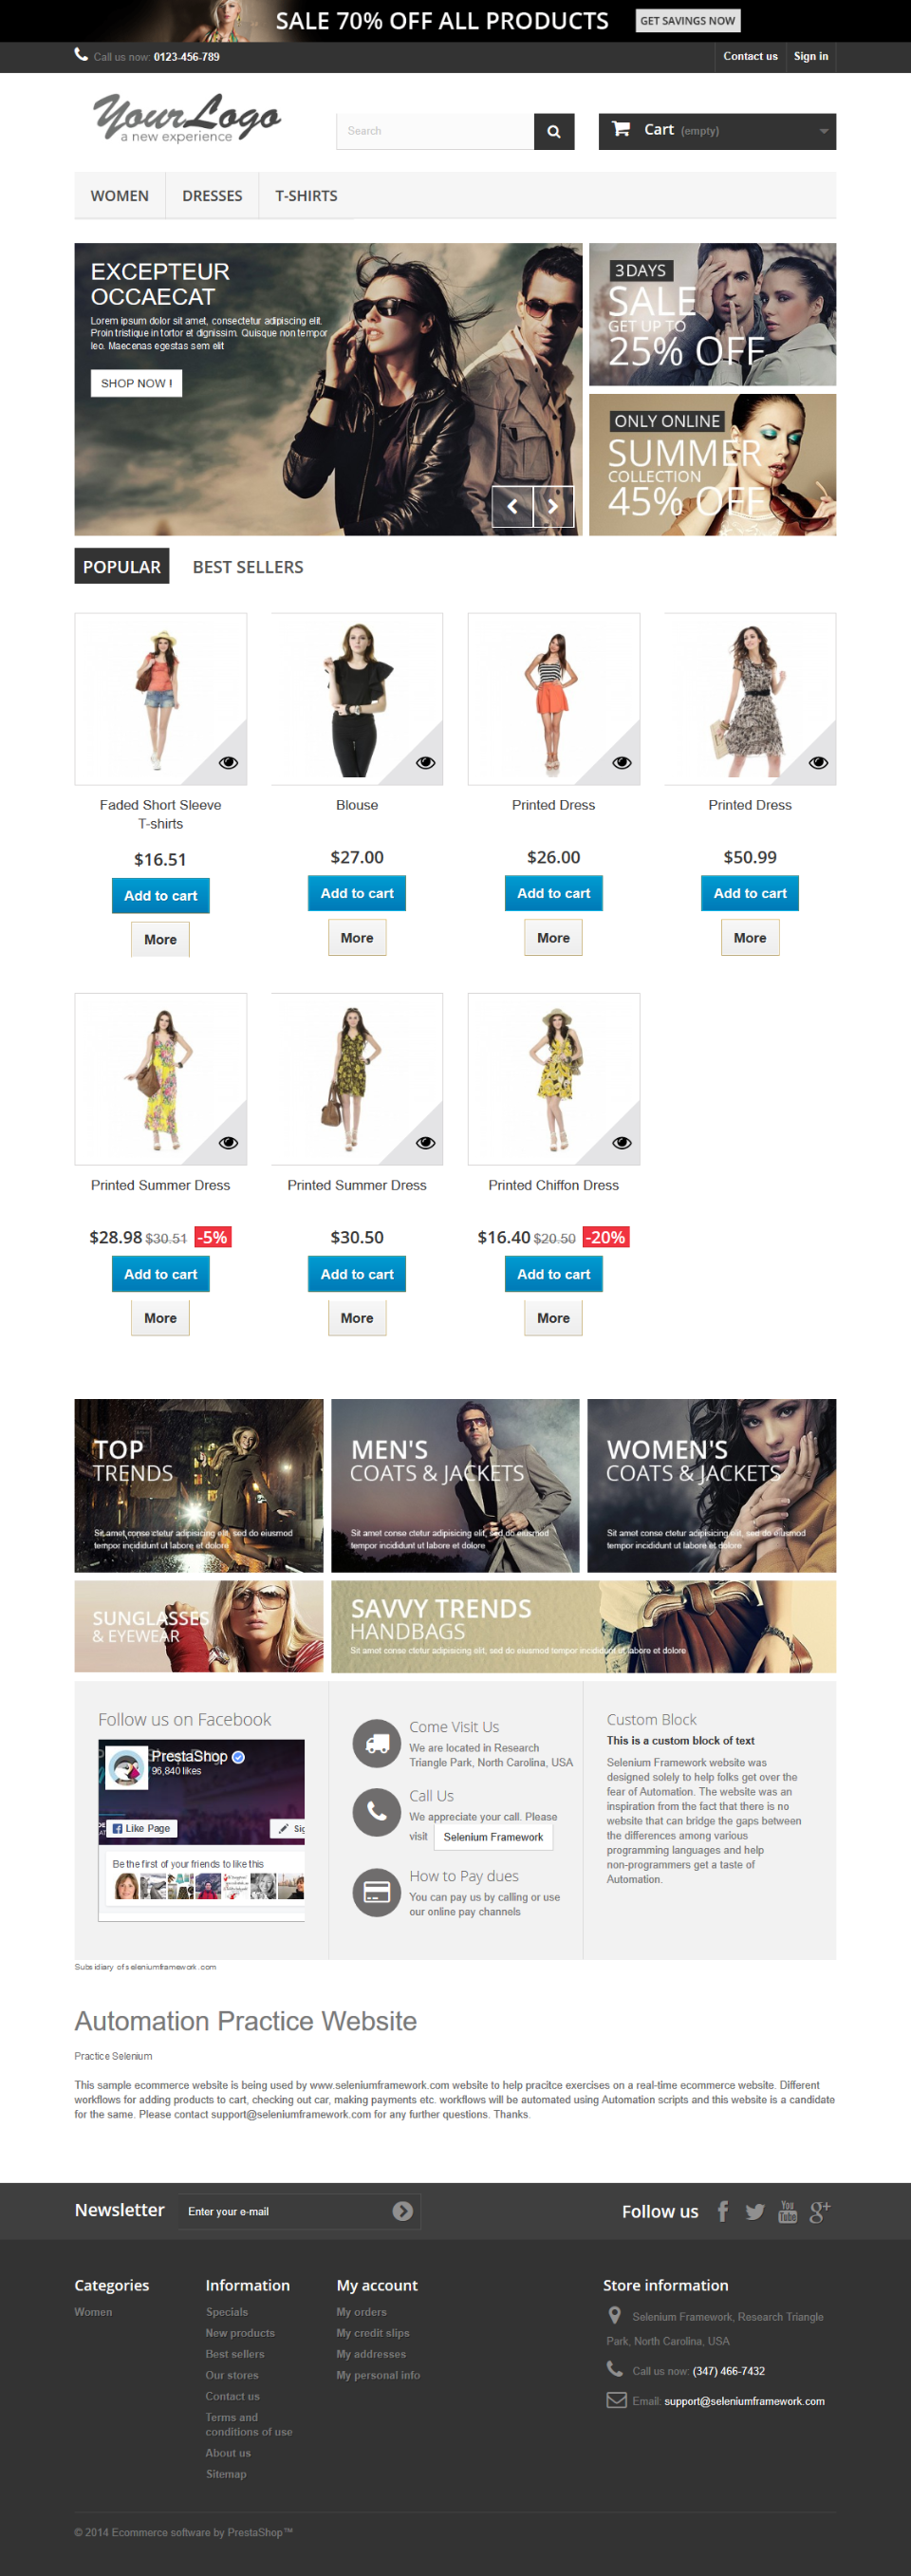 SALE 70% OFF ALL PRODUCTS GET SAVINGS NOW
Call us now: 0123-456-789 Contact us Sign in
YourLogo
a new experience
Search
Cart (empty)
WOMEN DRESSES T-SHIRTS
EXCEPTEUR
OCCAECAT
Lorem ipsum dolor sit amet, consectetur adipiscing elit.
Proin tristique in tortor et dignissim. Quisque non tempor
leo. Maecenas egestas sem elit
SHOP NOW !
3DAYS
SALE
GET UP TO
25% OFF
ONLY ONLINE
SUMMER
COLLECTION
45% OFF
POPULAR BEST SELLERS
Faded Short Sleeve
T-shirts
$16.51
Add to cart
More
Blouse
$27.00
Add to cart
More
Printed Dress
$26.00
Add to cart
More
Printed Dress
$50.99
Add to cart
More
Printed Summer Dress
$28.98 $30.51 -5%
Add to cart
More
Printed Summer Dress
$30.50
Add to cart
More
Printed Chiffon Dress
$16.40 $20.50 -20%
Add to cart
More
TOP
TRENDS
Sit amet conse ctetur adipisicing elit, sed do eiusmod
tempor incididunt ut labore et dolore
MEN'S
COATS & JACKETS
Sit amet conse ctetur adipisicing elit, sed do eiusmod
tempor incididunt ut labore et dolore
WOMEN'S
COATS & JACKETS
Sit amet conse ctetur adipisicing elit, sed do eiusmod
tempor incididunt ut labore et dolore
SUNGLASSES
& EYEWEAR
SAVVY TRENDS
HANDBAGS
Sit amet conse ctetur adipisicing elit, sed do eiusmod tempor incididunt ut labore et dolore
Follow us on Facebook
PrestaShop
96,840 likes
Like Page Sig
Be the first of your friends to like this
Come Visit Us
We are located in Research
Triangle Park, North Carolina, USA
Call Us
We appreciate your call. Please
visit Selenium Framework
How to Pay dues
You can pay us by calling or use
our online pay channels
Custom Block
This is a custom block of text
Selenium Framework website was
designed solely to help folks get over the
fear of Automation. The website was an
inspiration from the fact that there is no
website that can bridge the gaps between
the differences among various
programming languages and help
non-programmers get a taste of
Automation.
Subsidiary of seleniumframework.com
Automation Practice Website
Practice Selenium
This sample ecommerce website is being used by www.seleniumframework.com website to help pracitce exercises on a real-time ecommerce website. Different
workflows for adding products to cart, checking out car, making payments etc. workflows will be automated using Automation scripts and this website is a candidate
for the same. Please contact support@seleniumframework.com for any further questions. Thanks.
Newsletter Enter your e-mail
Follow us
You
Tube
g+
Categories
Women
Information
Specials
New products
Best sellers
Our stores
Contact us
Terms and
conditions of use
About us
Sitemap
My account
My orders
My credit slips
My addresses
My personal info
Store information
Selenium Framework, Research Triangle
Park, North Carolina, USA
Call us now: (347) 466-7432
Email: support@seleniumframework.com
© 2014 Ecommerce software by PrestaShop™